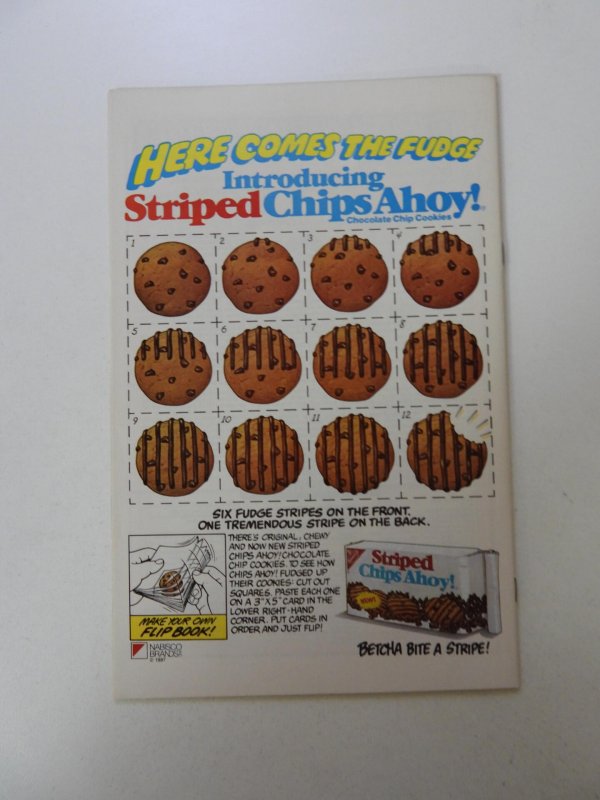 HERE COMES THE FUDGE
Introducing
Striped Chips Ahoy!
Chocolate Chip Cookies
1 2 3 4
5 6 7 8
9 10 11 12
SIX FUDGE STRIPES ON THE FRONT.
ONE TREMENDOUS STRIPE ON THE BACK.
THERE'S ORIGINAL, CHEWY
AND NOW NEW STRIPED
CHIPS AHOY! CHOCOLATE
CHIP COOKIES. TO SEE HOW
CHIPS AHOY! FUDGED UP
THEIR COOKIES: CUT OUT
SQUARES. PASTE EACH ONE
ON A 3"X5" CARD IN THE
LOWER RIGHT-HAND
CORNER. PUT CARDS IN
ORDER AND JUST FLIP!
MAKE YOUR OWN
FLIP BOOK!
NABISCO
BRANDS
© 1987
Striped
Chips Ahoy!
NEW!
BETCHA BITE A STRIPE!